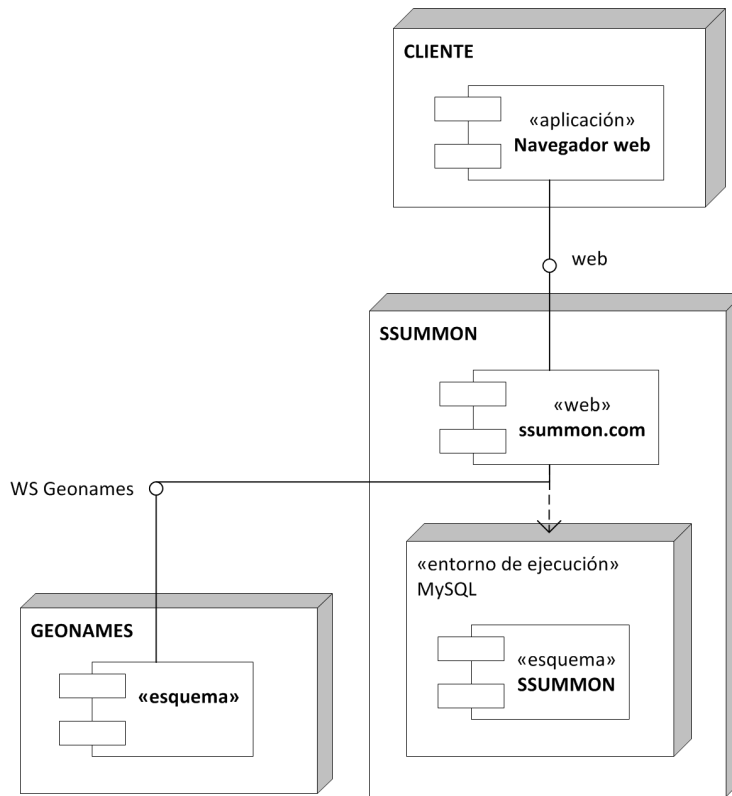 CLIENTE
«aplicación»
Navegador web
web
SSUMMON
«web»
ssummon.com
WS Geonames
«entorno de ejecución»
MySQL
GEONAMES
«esquema»
«esquema»
SSUMMON